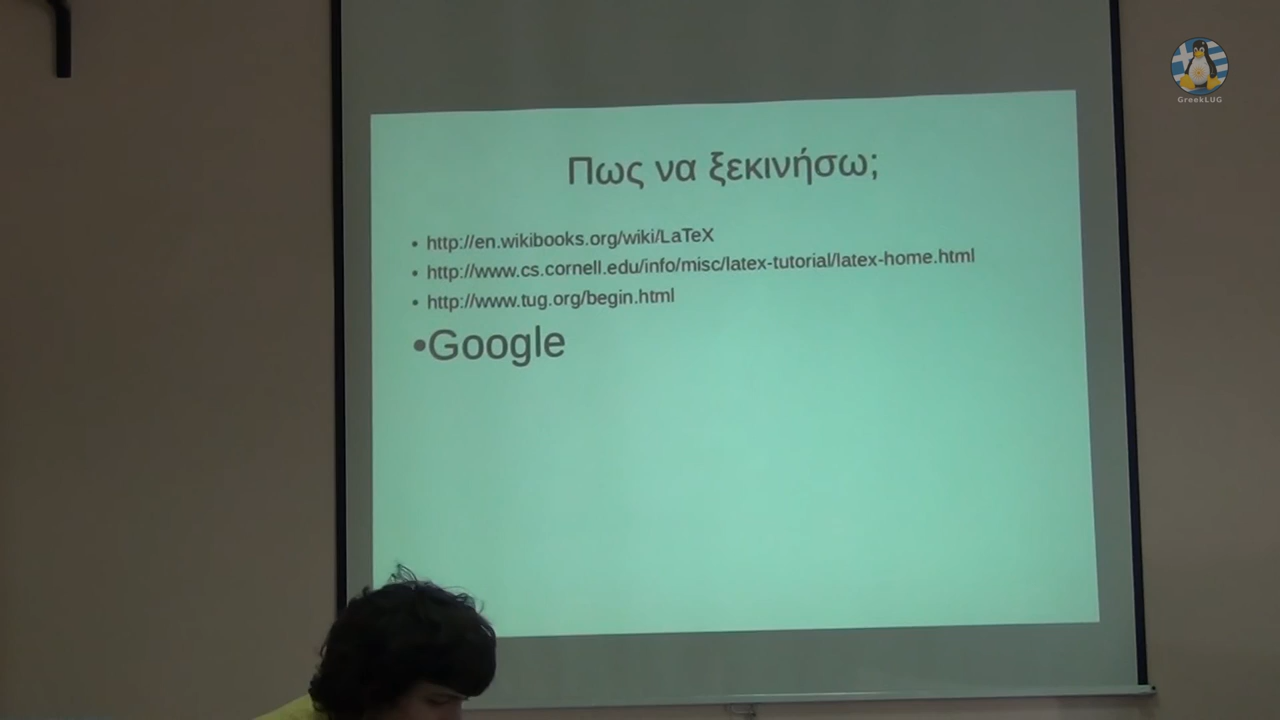 GreekLUG
Πως να ξεκινήσω;
• http://en.wikibooks.org/wiki/LaTeX
• http://www.cs.cornell.edu/info/misc/latex-tutorial/latex-home.html
• http://www.tug.org/begin.html
•Google